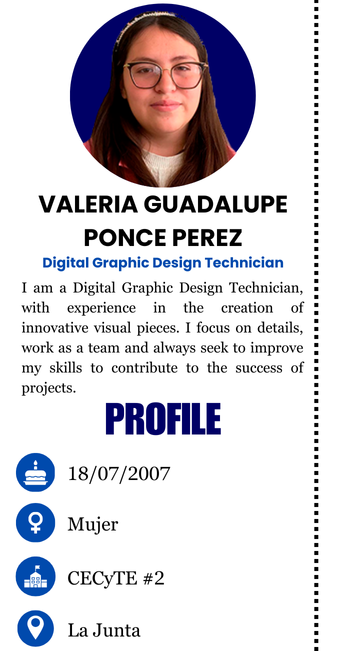 VALERIA GUADALUPE
PONCE PEREZ
Digital Graphic Design Technician
I am a Digital Graphic Design Technician,
with experience in the creation of
innovative visual pieces. I focus on details,
work as a team and always seek to improve
my skills to contribute to the success of
projects.
PROFILE
18/07/2007
Mujer
CECyTE #2
La Junta